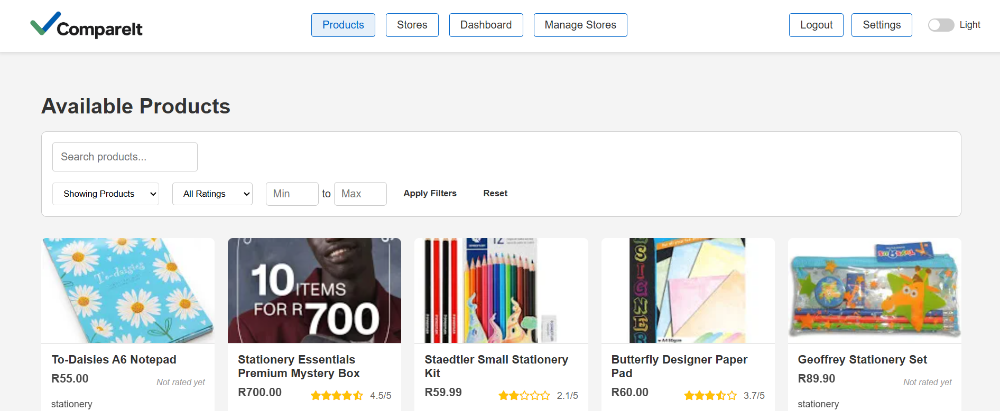 CompareIt
Products
Stores
Dashboard
Manage Stores
Logout
Settings
Light
Available Products
Search products...
Showing Products
All Ratings
Min
to
Max
Apply Filters
Reset
To-daisies
10 ITEMS
FOR R700
STAEDTLER
12
DESIGNER
A4 80gsm
To-Daisies A6 Notepad
R55.00
Not rated yet
stationery
Stationery Essentials
Premium Mystery Box
R700.00
4.5/5
Staedtler Small Stationery
Kit
R59.99
2.1/5
Butterfly Designer Paper
Pad
R60.00
3.7/5
Geoffrey Stationery Set
R89.90
Not rated yet
stationery